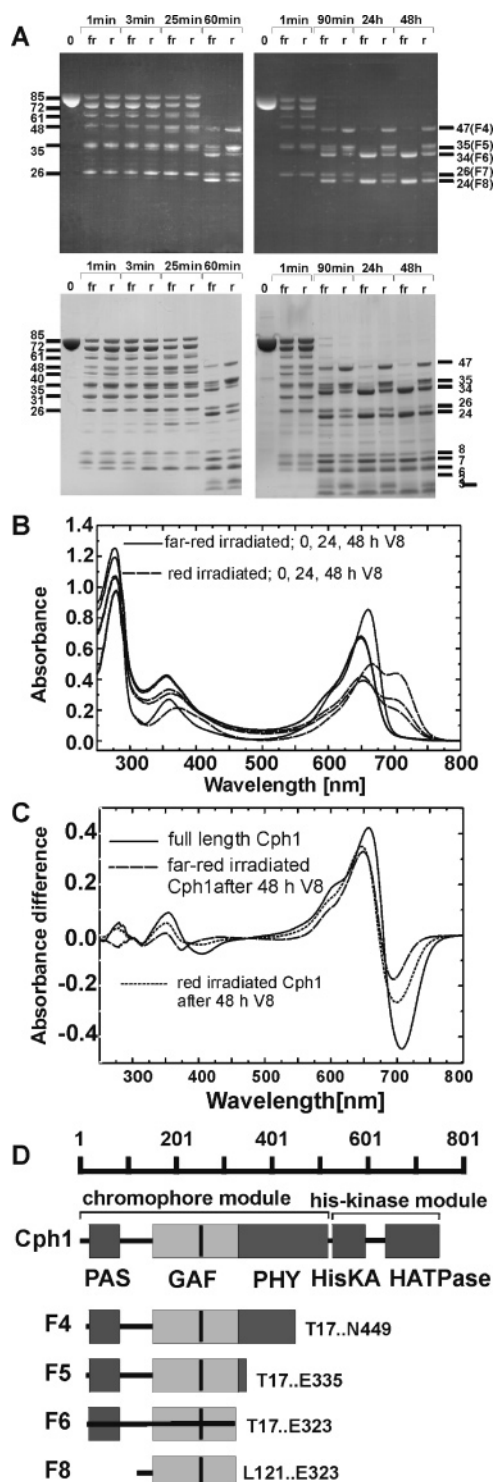 A
1min 3min 25min 60min
0 fr r fr r fr r fr r
85
72
61
48
35
26
1min 90min 24h 48h
0 fr r fr r fr r fr r
47(F4)
35(F5)
34(F6)
26(F7)
24(F8)
1min 3min 25min 60min
0 fr r fr r fr r fr r
85
72
61
48
40
35
31
26
1min 90min 24h 48h
0 fr r fr r fr r fr r
47
35
34
26
24
8
7
6
B
far-red irradiated; 0, 24, 48 h V8
red irradiated; 0, 24, 48 h V8
Absorbance
1.4
1.2
1.0
0.8
0.6
0.4
0.2
0.0
300 400 500 600 700 800
Wavelength [nm]
C
full length Cph1
far-red irradiated
Cph1after 48 h V8
red irradiated Cph1
after 48 h V8
Absorbance difference
0.4
0.2
0.0
-0.2
-0.4
300 400 500 600 700 800
Wavelength[nm]
D
1 201 401 601 801
chromophore module his-kinase module
Cph1
PAS GAF PHY HisKA HATPase
F4 T17..N449
F5 T17..E335
F6 T17..E323
F8 L121..E323